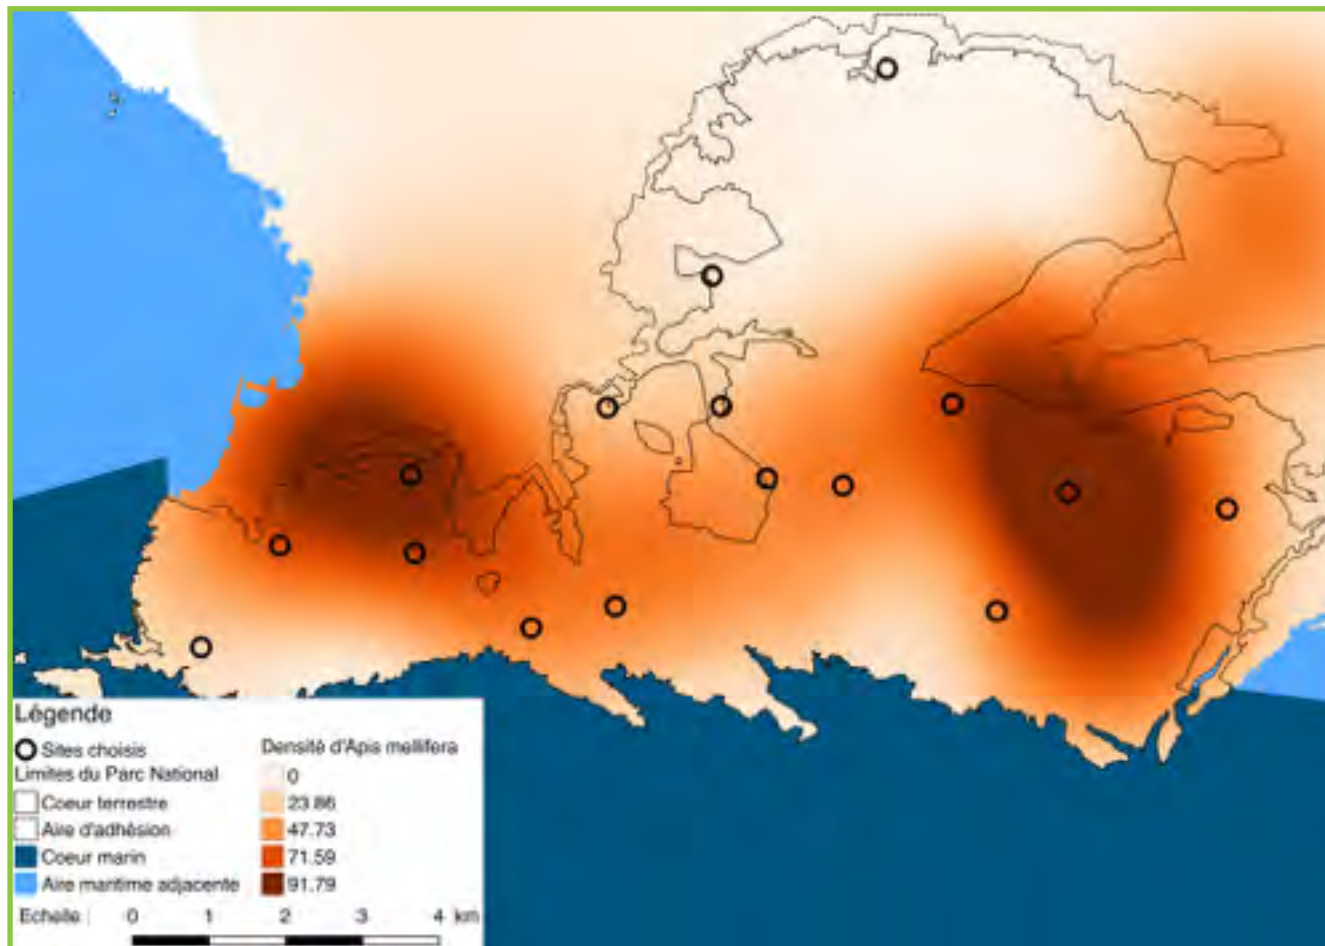 Légende
Sites choisis
Limites du Parc National
Coeur terrestre
Aire d'adhésion
Coeur marin
Aire maritime adjacente
Densité d'Apis mellifera
0
23.86
47.73
71.59
91.79
Echelle : 0 1 2 3 4 km